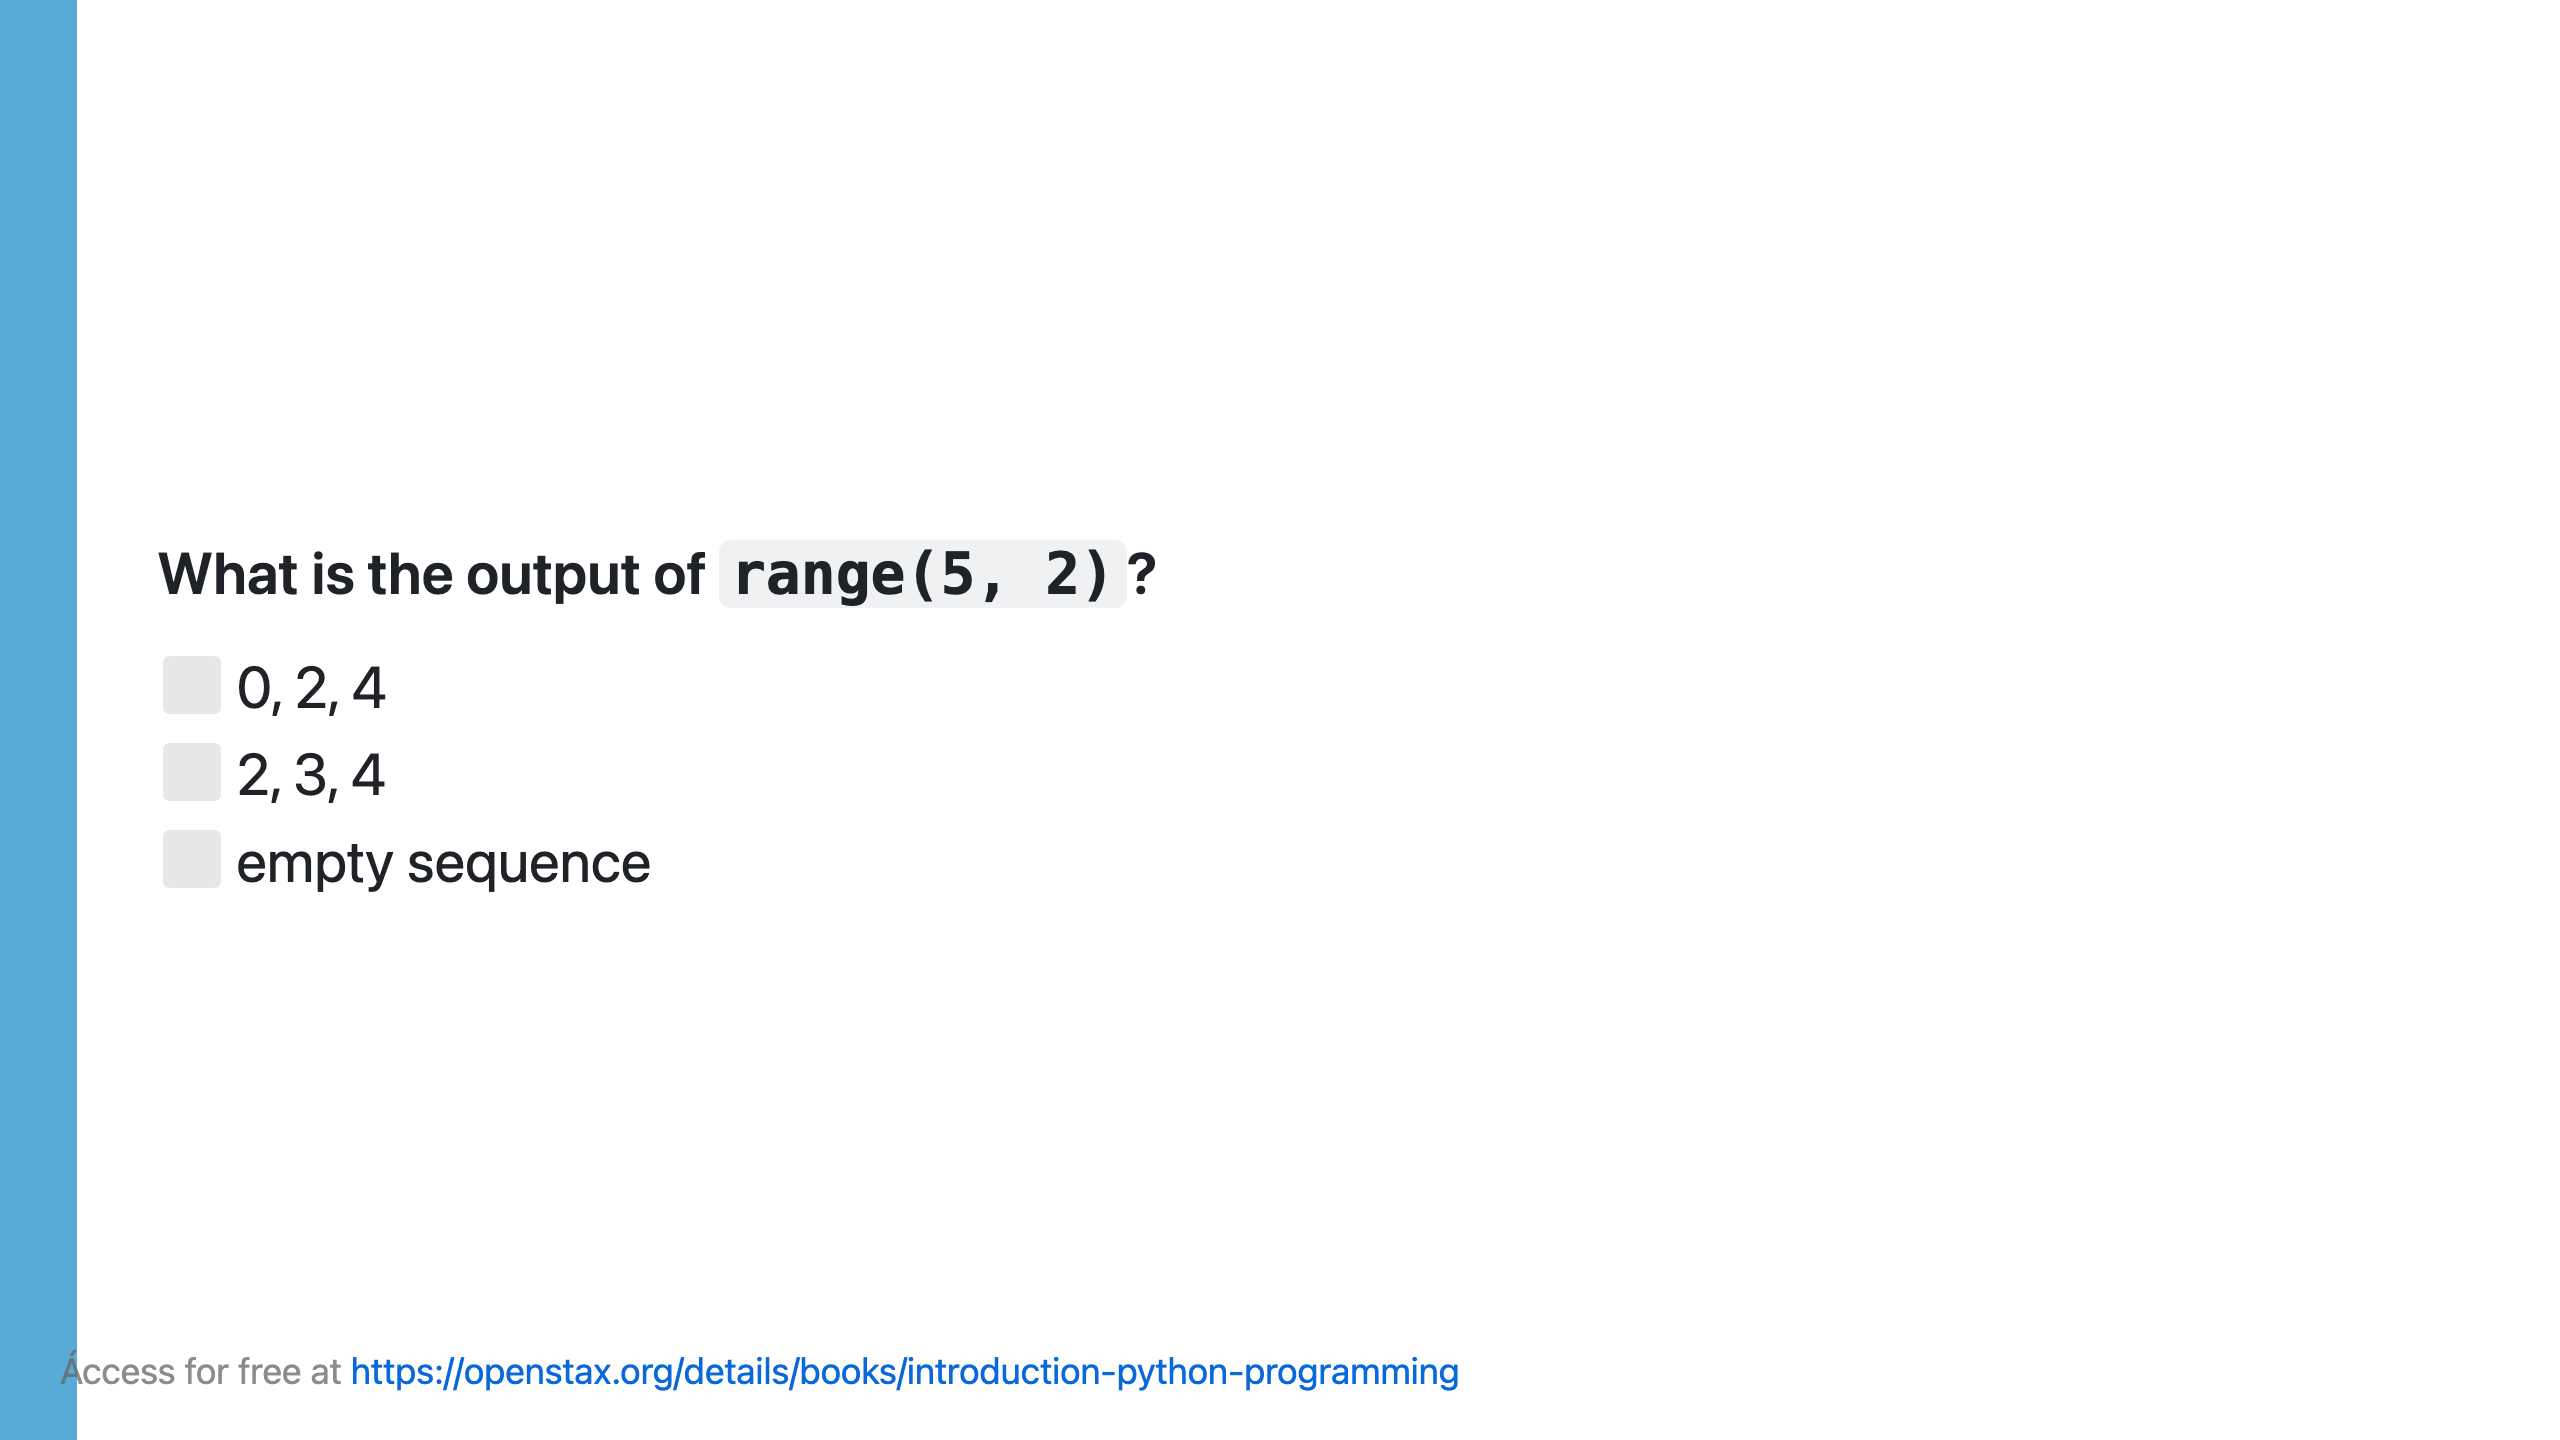 What is the output of range(5, 2)?
0, 2, 4
2, 3, 4
empty sequence
Áccess for free at https://openstax.org/details/books/introduction-python-programming